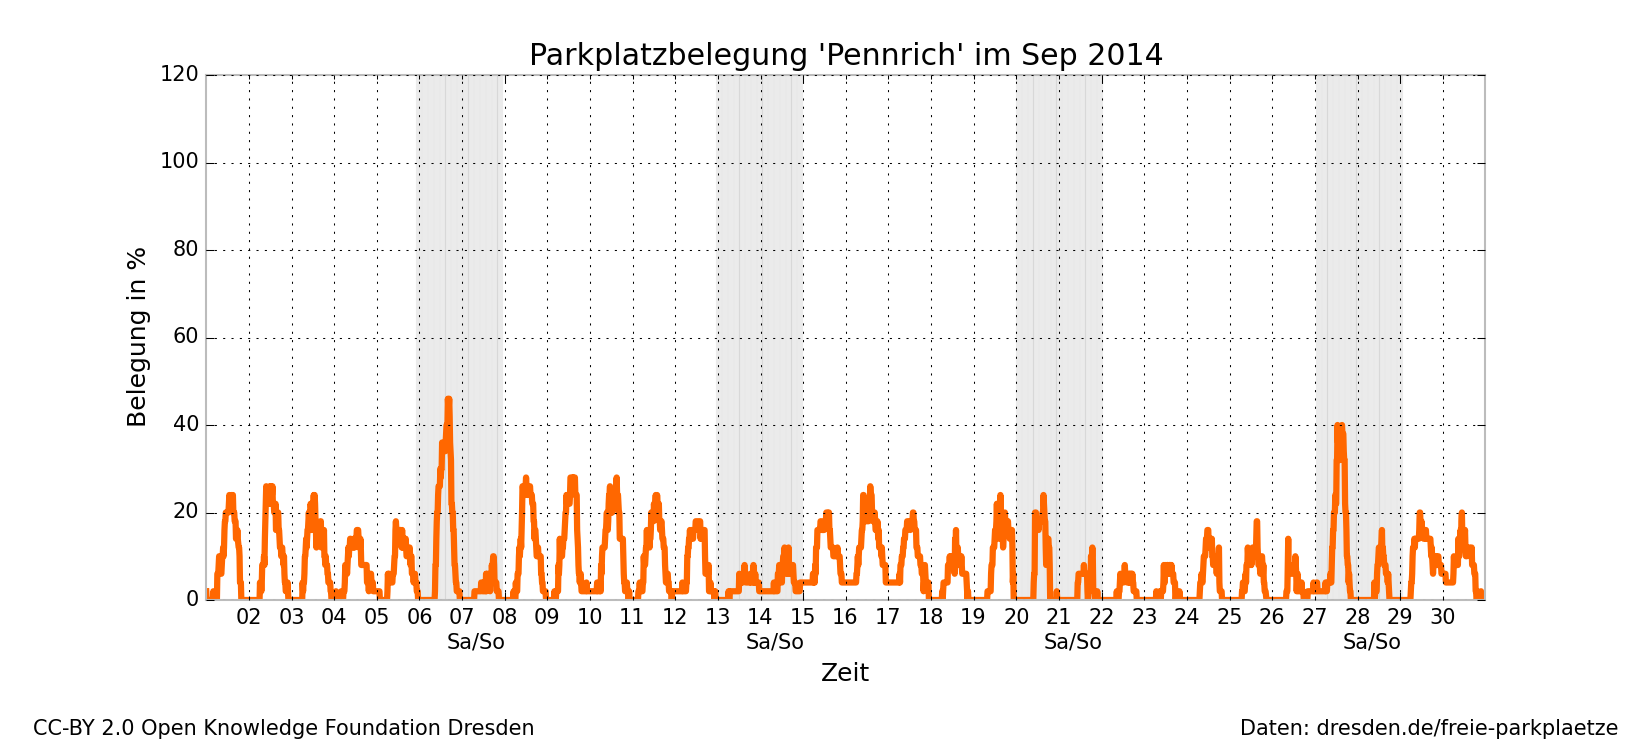 Parkplatzbelegung 'Pennrich' im Sep 2014
120
100
80
60
40
20
0
Belegung in %
02 03 04 05 06 07 08 09 10 11 12 13 14 15 16 17 18 19 20 21 22 23 24 25 26 27 28 29 30
Sa/So Sa/So Sa/So Sa/So
Zeit
CC-BY 2.0 Open Knowledge Foundation Dresden
Daten: dresden.de/freie-parkplaetze